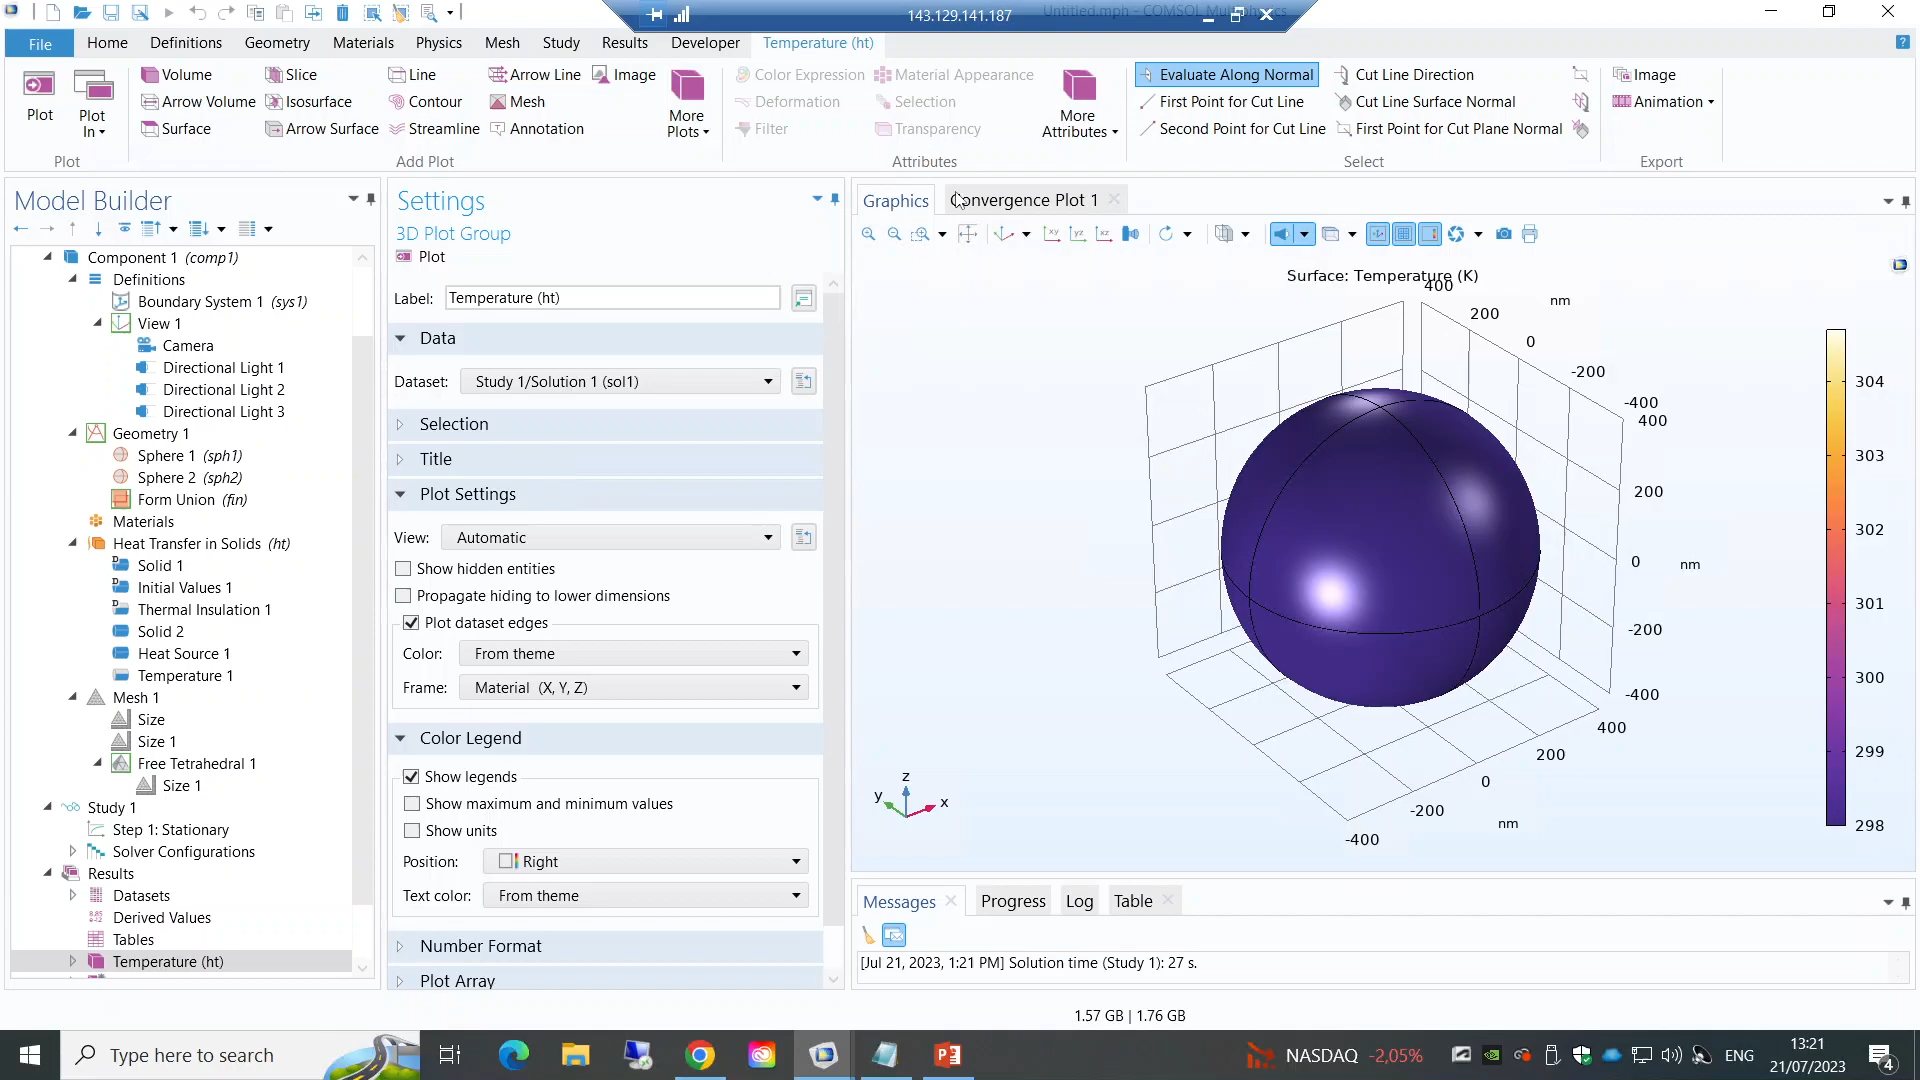 143.129.141.187
Untitled.mph - COMSOL Multiphysics
File
Home
Definitions
Geometry
Materials
Physics
Mesh
Study
Results
Developer
Temperature (ht)
Plot
Plot In
Plot
Volume
Arrow Volume
Surface
Slice
Isosurface
Arrow Surface
Line
Contour
Streamline
Arrow Line
Mesh
Annotation
Image
More Plots
Add Plot
Color Expression
Deformation
Filter
Material Appearance
Selection
Transparency
More Attributes
Attributes
Evaluate Along Normal
First Point for Cut Line
Second Point for Cut Line
Cut Line Direction
Cut Line Surface Normal
First Point for Cut Plane Normal
Select
Image
Animation
Export
Model Builder
Component 1 (comp1)
Definitions
Boundary System 1 (sys1)
View 1
Camera
Directional Light 1
Directional Light 2
Directional Light 3
Geometry 1
Sphere 1 (sph1)
Sphere 2 (sph2)
Form Union (fin)
Materials
Heat Transfer in Solids (ht)
Solid 1
Initial Values 1
Thermal Insulation 1
Solid 2
Heat Source 1
Temperature 1
Mesh 1
Size
Size 1
Free Tetrahedral 1
Size 1
Study 1
Step 1: Stationary
Solver Configurations
Results
Datasets
8.85
Derived Values
Tables
Temperature (ht)
Settings
3D Plot Group
Plot
Label: Temperature (ht)
Data
Dataset: Study 1/Solution 1 (sol1)
Selection
Title
Plot Settings
View: Automatic
Show hidden entities
Propagate hiding to lower dimensions
Plot dataset edges
Color: From theme
Frame: Material (X, Y, Z)
Color Legend
Show legends
Show maximum and minimum values
Show units
Position: Right
Text color: From theme
Number Format
Plot Array
Graphics
Convergence Plot 1
Surface: Temperature (K)
400
200
0
-200
-400
nm
400
200
0
-200
-400
nm
400
200
0
-200
-400
nm
304
303
302
301
300
299
298
z
y
x
Messages
Progress
Log
Table
[Jul 21, 2023, 1:21 PM] Solution time (Study 1): 27 s.
1.57 GB | 1.76 GB
Type here to search
NASDAQ -2,05%
ENG
13:21
21/07/2023
4